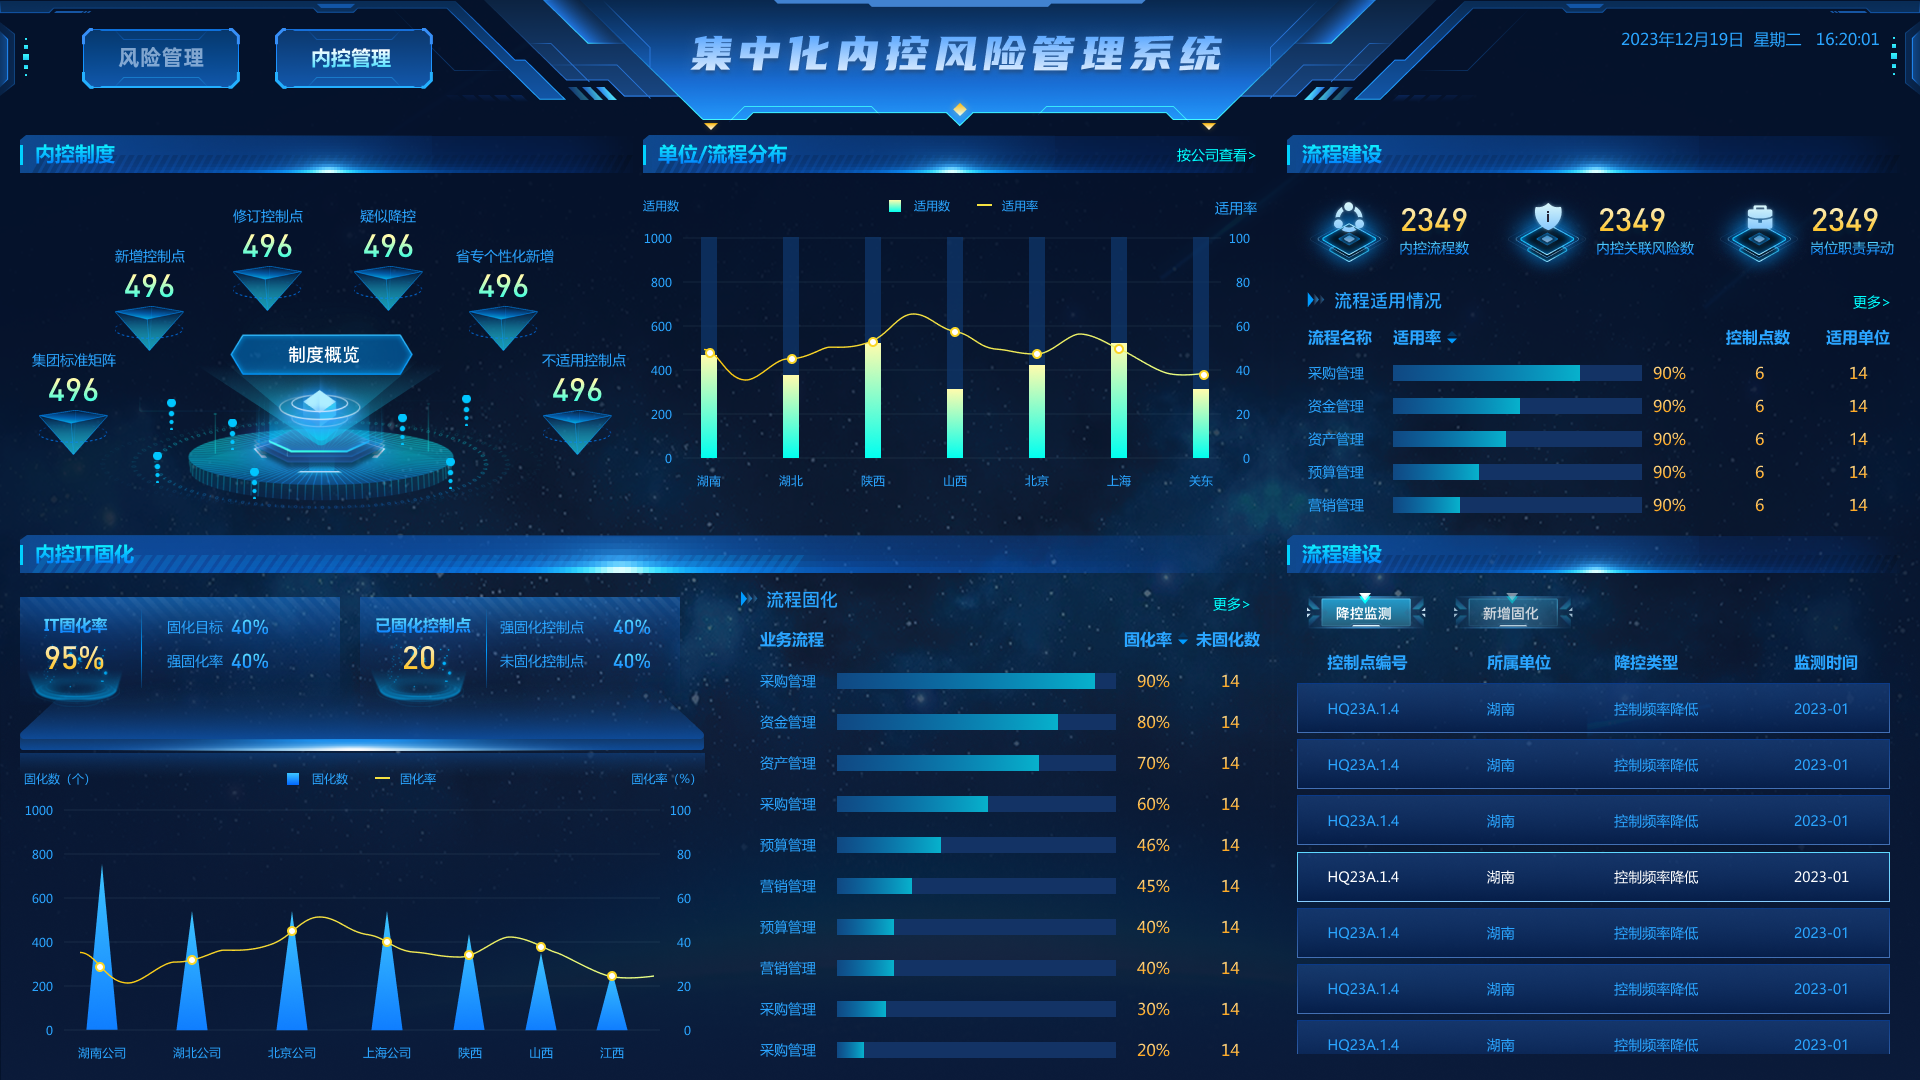 风险管理
内控管理
集中化内控风险管理系统
2023年12月19日 星期二 16:20:01
内控制度
修订控制点
496
疑似降控
496
新增控制点
496
省专个性化新增
496
集团标准矩阵
496
不适用控制点
496
制度概览
单位/流程分布
按公司查看>
适用数
适用数
适用率
适用率
1000
800
600
400
200
0
100
80
60
40
20
0
湖南 湖北 陕西 山西 北京 上海 关东
流程建设
2349
内控流程数
2349
内控关联风险数
2349
岗位职责异动
流程适用情况
更多>
流程名称 适用率 控制点数 适用单位
采购管理 90% 6 14
资金管理 90% 6 14
资产管理 90% 6 14
预算管理 90% 6 14
营销管理 90% 6 14
内控IT固化
IT固化率
95%
固化目标 40%
强固化率 40%
已固化控制点
20
强固化控制点 40%
未固化控制点 40%
固化数（个）
固化数
固化率
固化率（%）
1000
800
600
400
200
0
100
80
60
40
20
0
湖南公司 湖北公司 北京公司 上海公司 陕西 山西 江西
流程固化
更多>
业务流程 固化率 未固化数
采购管理 90% 14
资金管理 80% 14
资产管理 70% 14
采购管理 60% 14
预算管理 46% 14
营销管理 45% 14
预算管理 40% 14
营销管理 40% 14
采购管理 30% 14
采购管理 20% 14
流程建设
降控监测
新增固化
控制点编号 所属单位 降控类型 监测时间
HQ23A.1.4 湖南 控制频率降低 2023-01
HQ23A.1.4 湖南 控制频率降低 2023-01
HQ23A.1.4 湖南 控制频率降低 2023-01
HQ23A.1.4 湖南 控制频率降低 2023-01
HQ23A.1.4 湖南 控制频率降低 2023-01
HQ23A.1.4 湖南 控制频率降低 2023-01
HQ23A.1.4 湖南 控制频率降低 2023-01